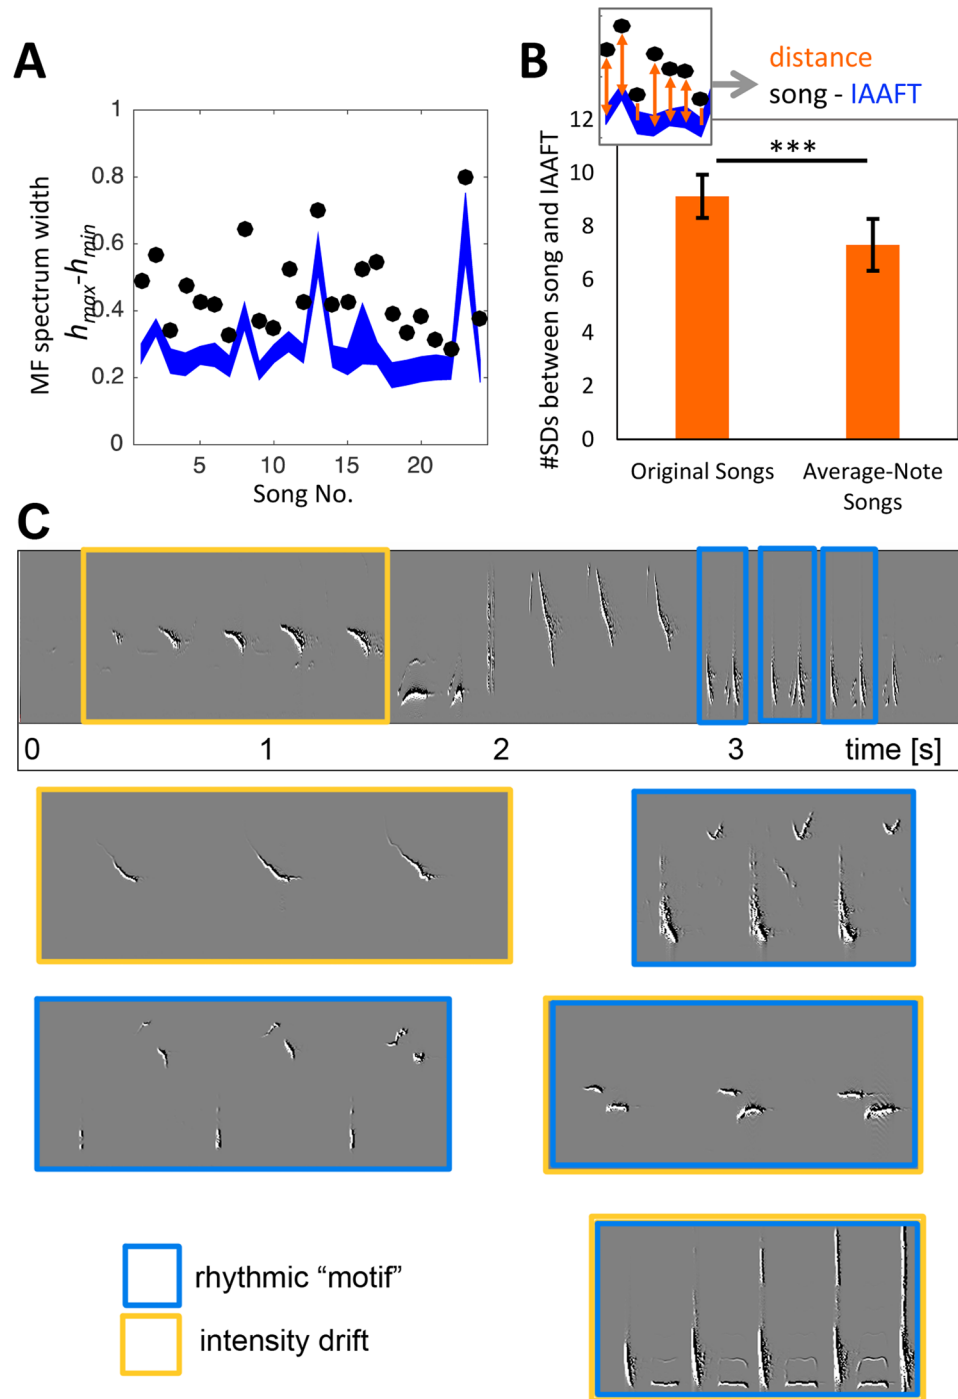 A
MF spectrum width
hmax-hmin
1
0.8
0.6
0.4
0.2
0
5
10
15
20
Song No.
B
distance
song - IAAFT
#SDs between song and IAAFT
12
10
8
6
4
2
0
***
Original Songs
Average-Note
Songs
C
0 1 2 3 time [s]
rhythmic “motif”
intensity drift